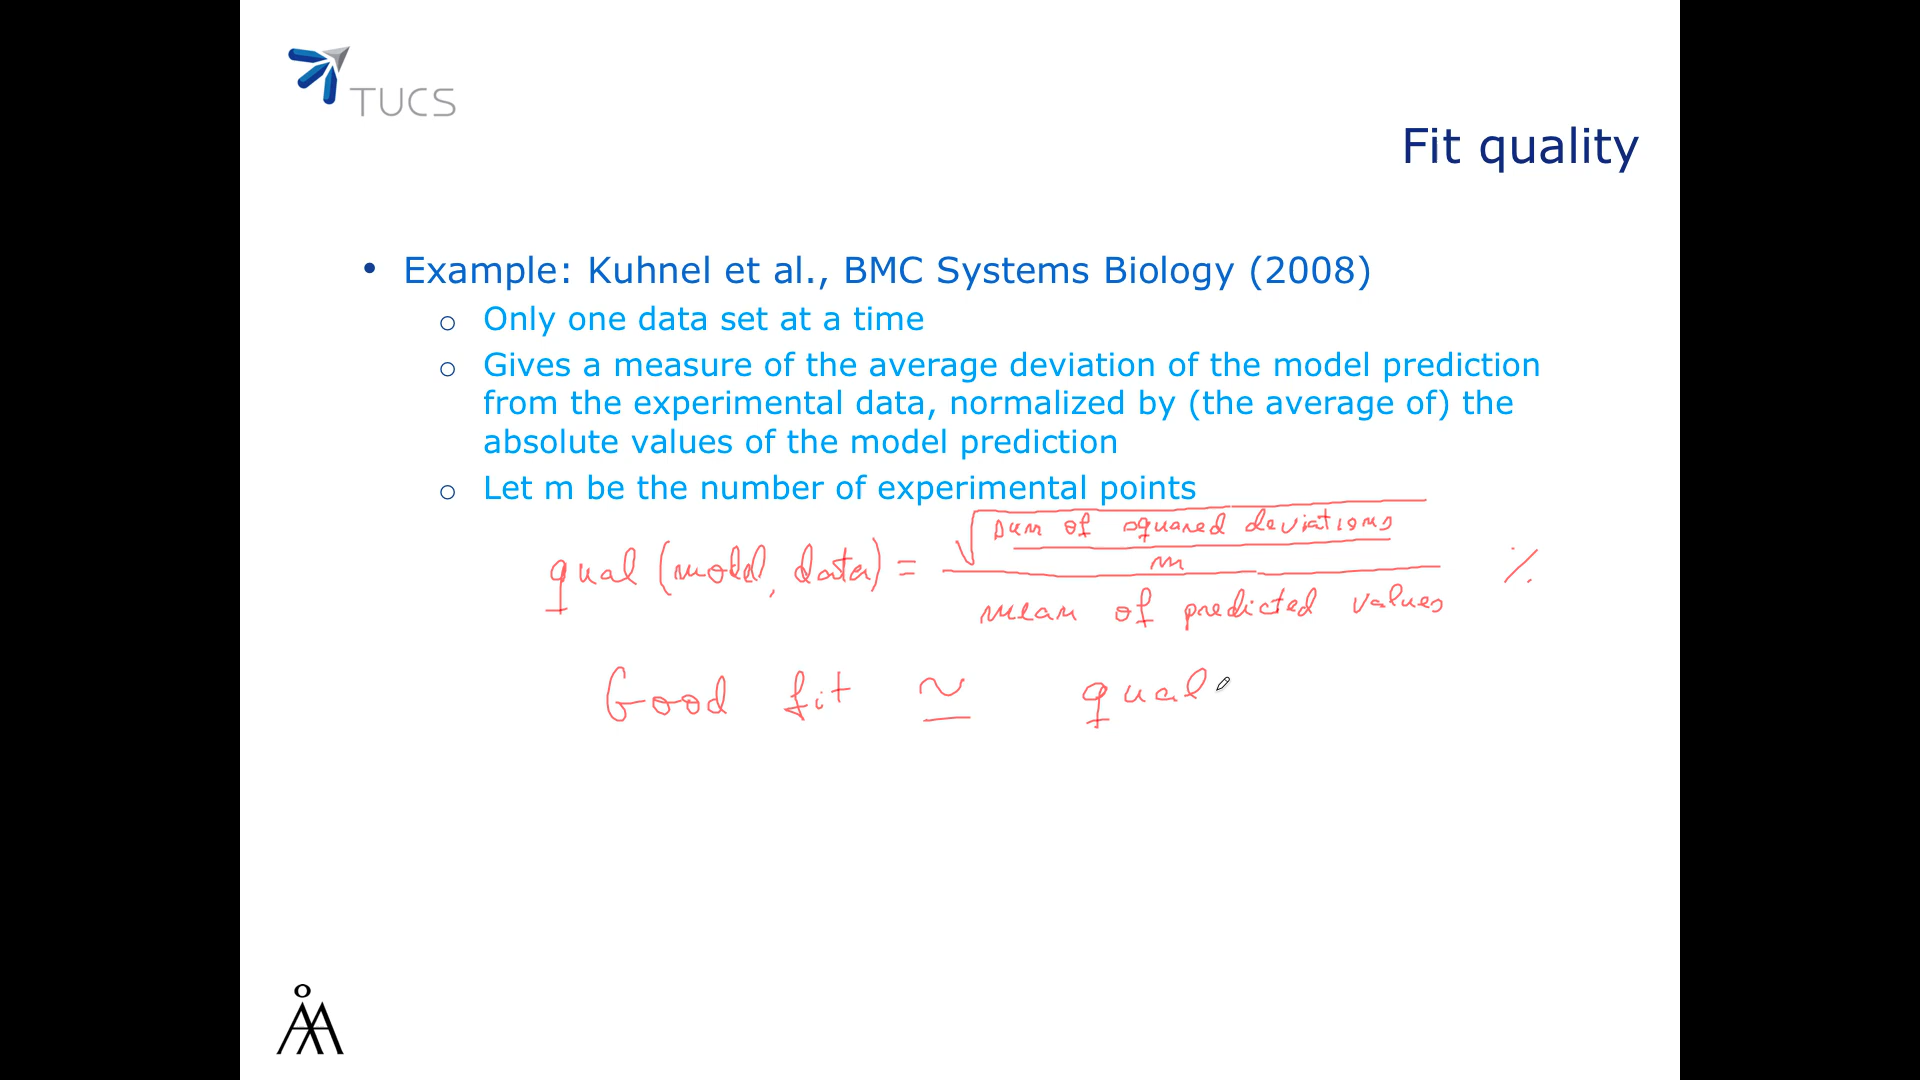 TUCS
Fit quality
• Example: Kuhnel et al., BMC Systems Biology (2008)
o Only one data set at a time
o Gives a measure of the average deviation of the model prediction
from the experimental data, normalized by (the average of) the
absolute values of the model prediction
o Let m be the number of experimental points
qual (model, data) = √ sum of squared deviations / m / mean of predicted values %
Good fit ≃ qual